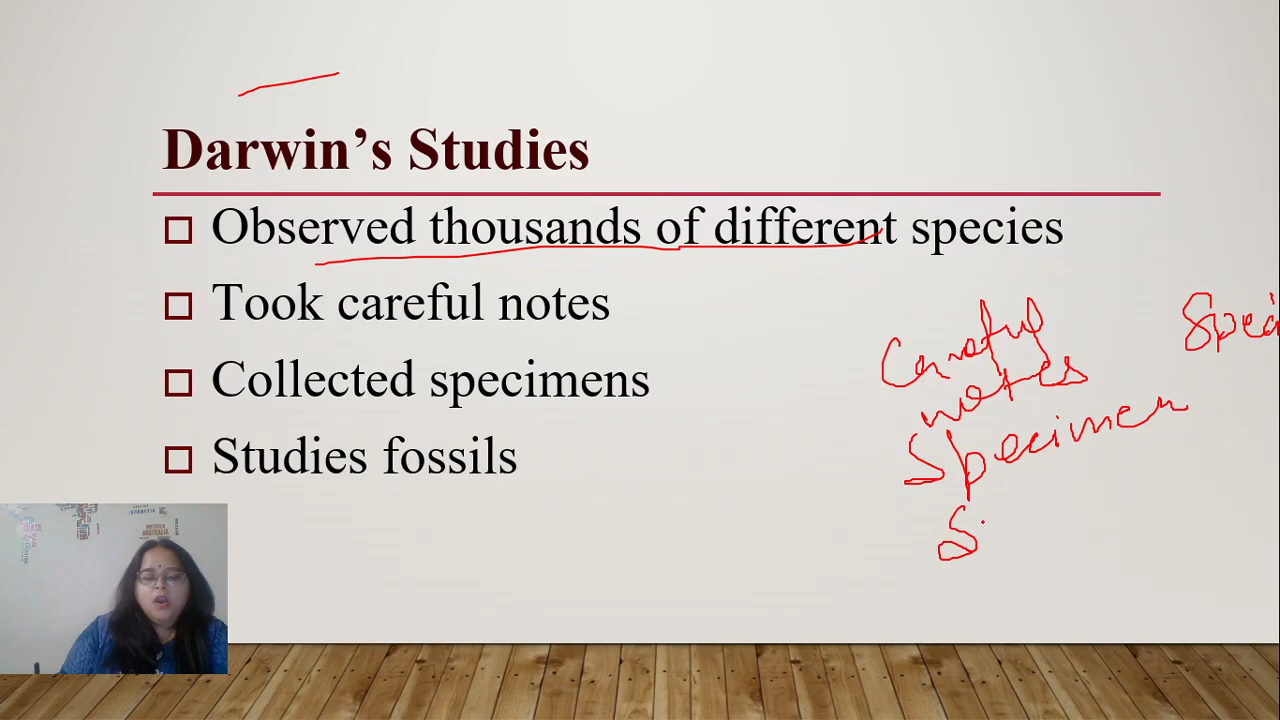 Darwin's Studies
Observed thousands of different species
Took careful notes
Collected specimens
Studies fossils
Careful
notes
Specimen
S